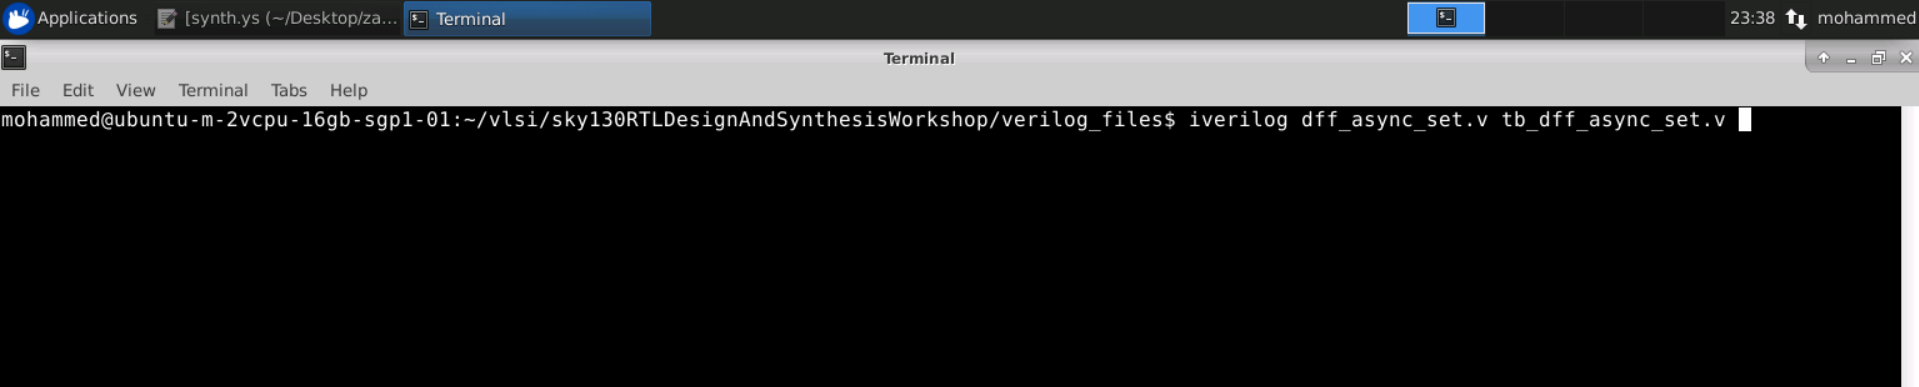 Applications [synth.ys (~/Desktop/za... Terminal 23:38 mohammed
Terminal
File Edit View Terminal Tabs Help
mohammed@ubuntu-m-2vcpu-16gb-sgp1-01:~/vlsi/sky130RTLDesignAndSynthesisWorkshop/verilog_files$ iverilog dff_async_set.v tb_dff_async_set.v